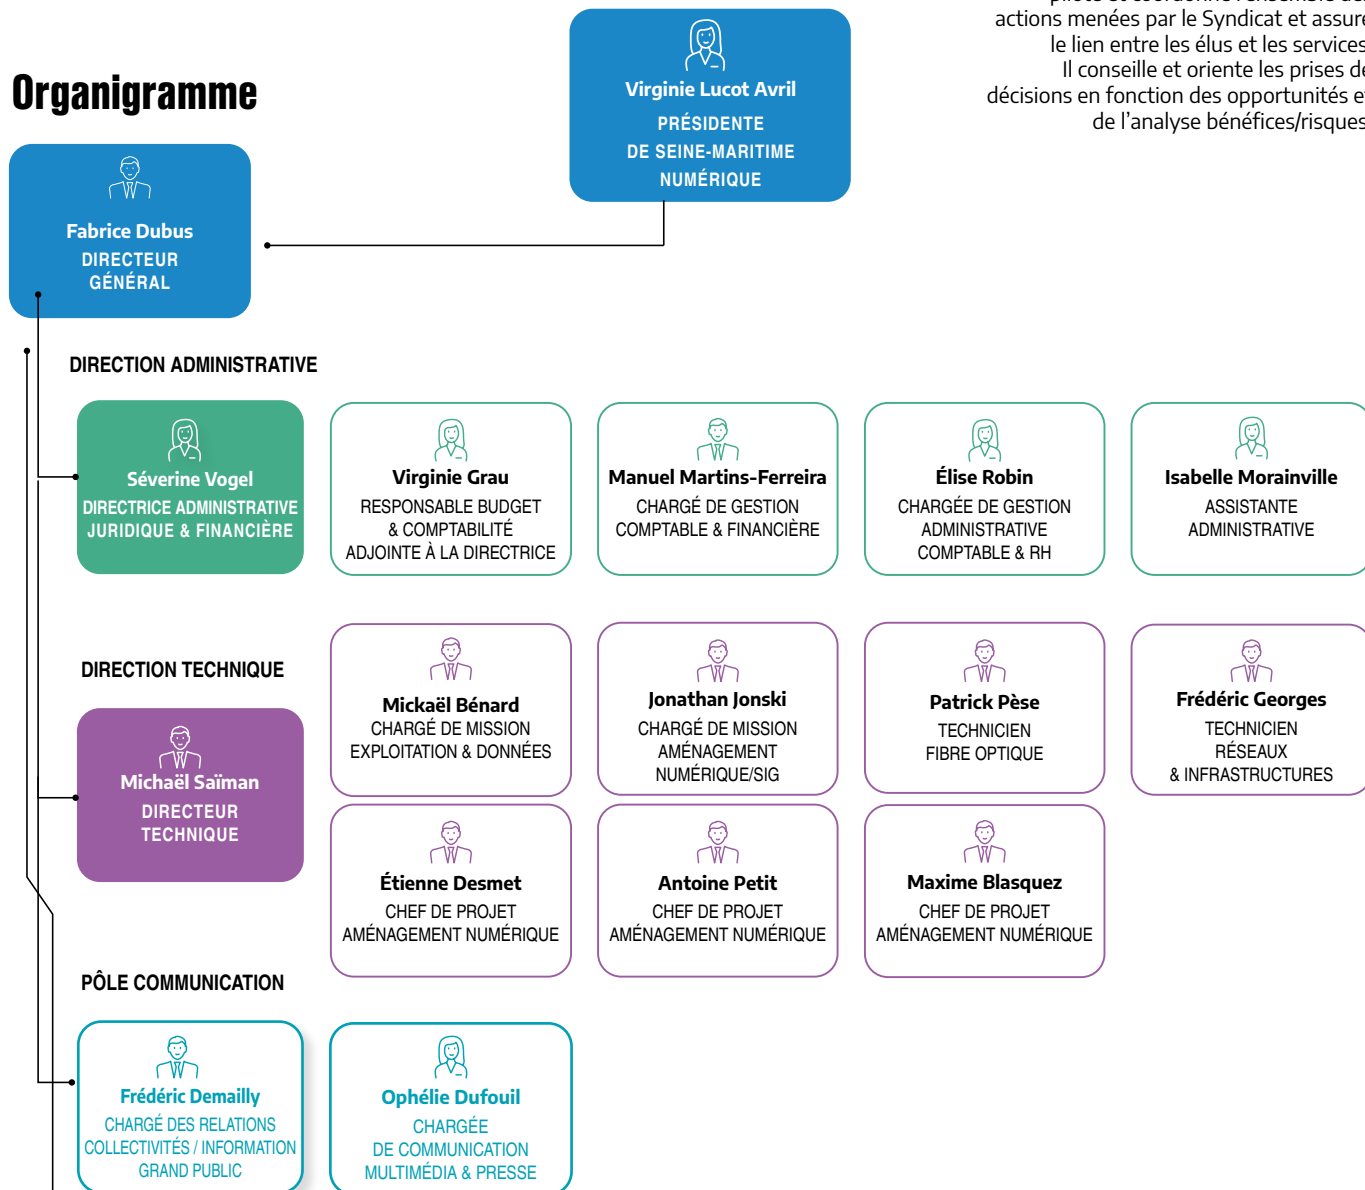 actions menées par le Syndicat et assure
le lien entre les élus et les services
Il conseille et oriente les prises de
décisions en fonction des opportunités et
de l'analyse bénéfices/risques
Organigramme
Virginie Lucot Avril
PRÉSIDENTE
DE SEINE-MARITIME
NUMÉRIQUE
Fabrice Dubus
DIRECTEUR
GÉNÉRAL
DIRECTION ADMINISTRATIVE
Séverine Vogel
DIRECTRICE ADMINISTRATIVE
JURIDIQUE & FINANCIÈRE
Virginie Grau
RESPONSABLE BUDGET
& COMPTABILITÉ
ADJOINTE À LA DIRECTRICE
Manuel Martins-Ferreira
CHARGÉ DE GESTION
COMPTABLE & FINANCIÈRE
Élise Robin
CHARGÉE DE GESTION
ADMINISTRATIVE
COMPTABLE & RH
Isabelle Morainville
ASSISTANTE
ADMINISTRATIVE
DIRECTION TECHNIQUE
Michaël Saïman
DIRECTEUR
TECHNIQUE
Mickaël Bénard
CHARGÉ DE MISSION
EXPLOITATION & DONNÉES
Jonathan Jonski
CHARGÉ DE MISSION
AMÉNAGEMENT
NUMÉRIQUE/SIG
Patrick Pèse
TECHNICIEN
FIBRE OPTIQUE
Frédéric Georges
TECHNICIEN
RÉSEAUX
& INFRASTRUCTURES
Étienne Desmet
CHEF DE PROJET
AMÉNAGEMENT NUMÉRIQUE
Antoine Petit
CHEF DE PROJET
AMÉNAGEMENT NUMÉRIQUE
Maxime Blasquez
CHEF DE PROJET
AMÉNAGEMENT NUMÉRIQUE
PÔLE COMMUNICATION
Frédéric Demailly
CHARGÉ DES RELATIONS
COLLECTIVITÉS / INFORMATION
GRAND PUBLIC
Ophélie Dufouil
CHARGÉE
DE COMMUNICATION
MULTIMÉDIA & PRESSE